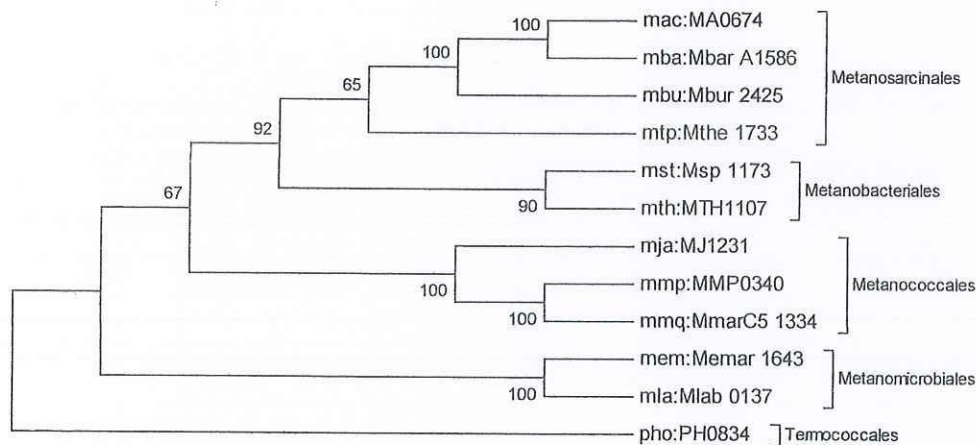 100
mac:MA0674
100
mba:Mbar A1586
Metanosarcinales
65
mbu:Mbur 2425
92
mtp:Mthe 1733
67
mst:Msp 1173
Metanobacteriales
90
mth:MTH1107
mja:MJ1231
100
mmp:MMP0340
Metanococcales
100
mmq:MmarC5 1334
mem:Memar 1643
Metanomicrobiales
100
mla:Mlab 0137
pho:PH0834
Termococcales